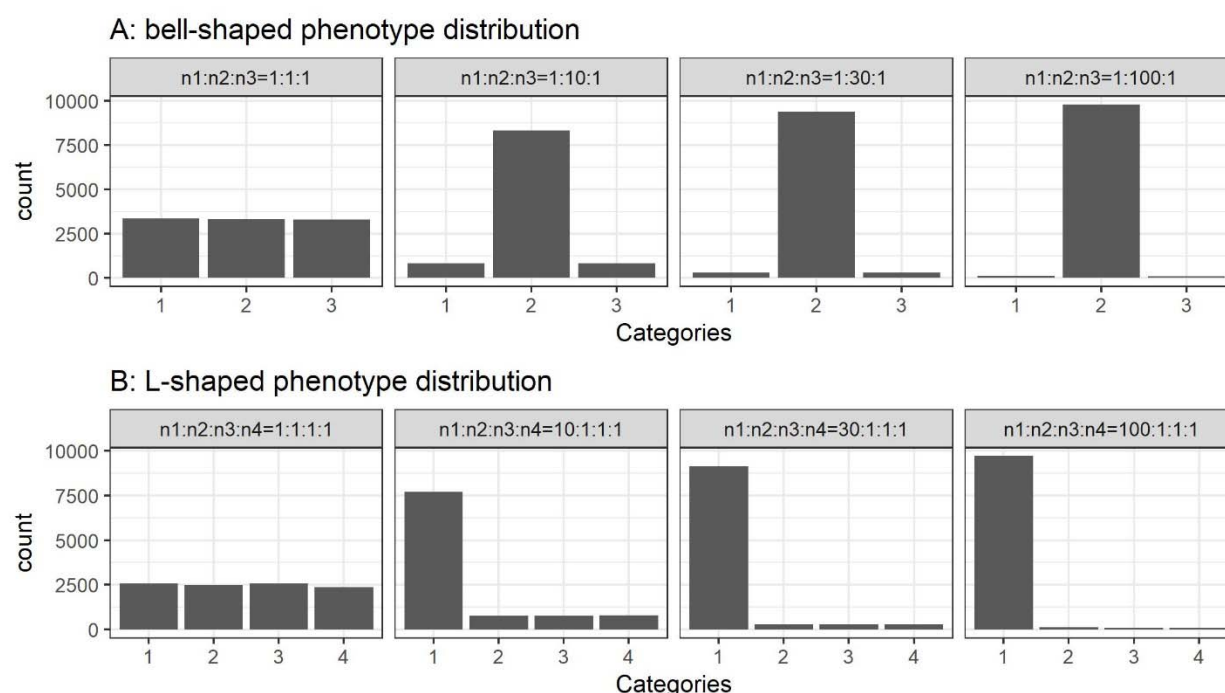 A: bell-shaped phenotype distribution
n1:n2:n3=1:1:1 n1:n2:n3=1:10:1 n1:n2:n3=1:30:1 n1:n2:n3=1:100:1
10000
7500
5000
2500
0
count
1 2 3 1 2 3 1 2 3 1 2 3
Categories
B: L-shaped phenotype distribution
n1:n2:n3:n4=1:1:1:1 n1:n2:n3:n4=10:1:1:1 n1:n2:n3:n4=30:1:1:1 n1:n2:n3:n4=100:1:1:1
10000
7500
5000
2500
0
count
1 2 3 4 1 2 3 4 1 2 3 4 1 2 3 4
Categories